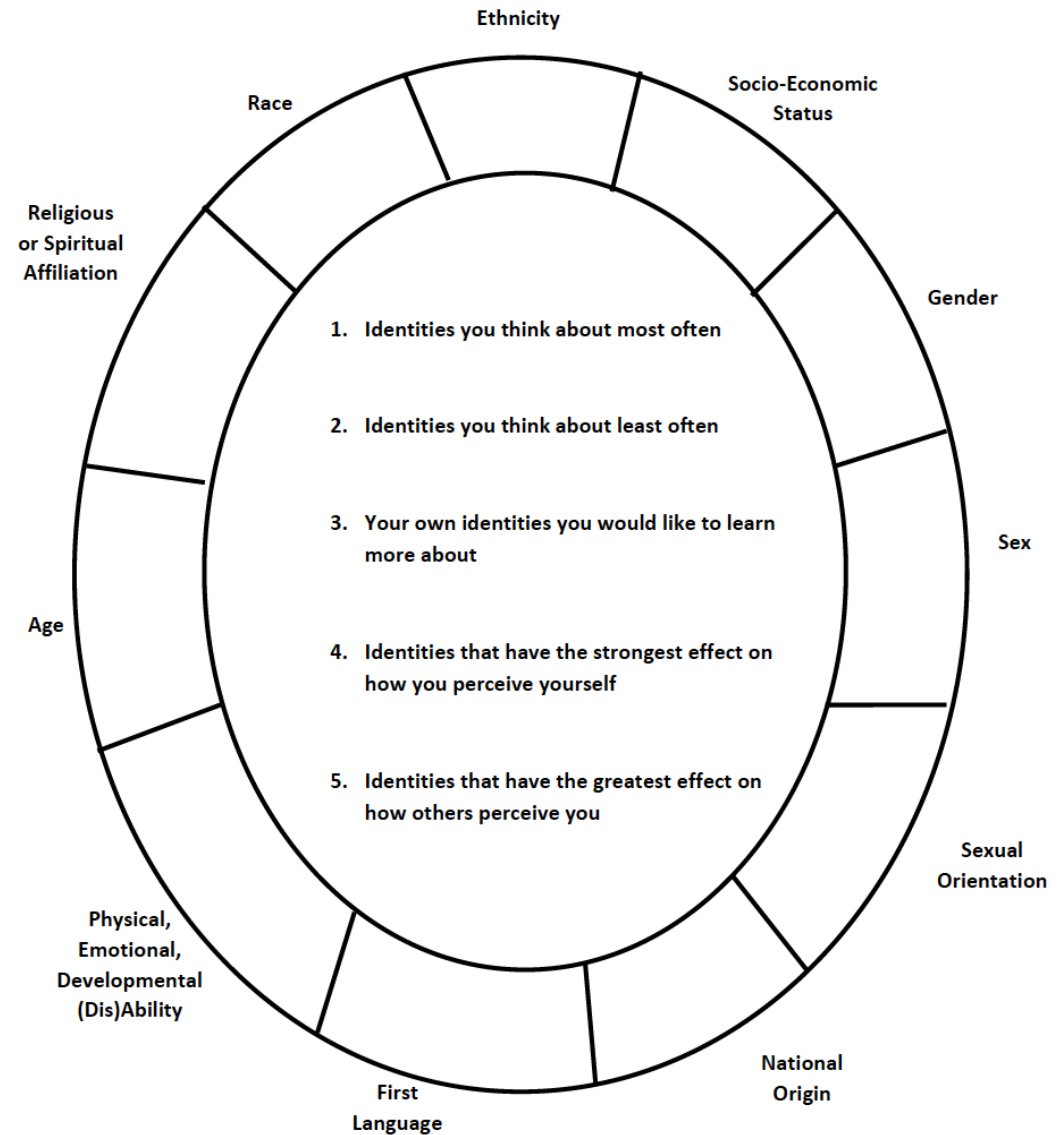 Ethnicity
Socio-Economic
Status
Race
Religious
or Spiritual
Affiliation
Gender
1. Identities you think about most often
2. Identities you think about least often
3. Your own identities you would like to learn
more about
Sex
Age
4. Identities that have the strongest effect on
how you perceive yourself
5. Identities that have the greatest effect on
how others perceive you
Sexual
Orientation
Physical,
Emotional,
Developmental
(Dis)Ability
National
Origin
First
Language